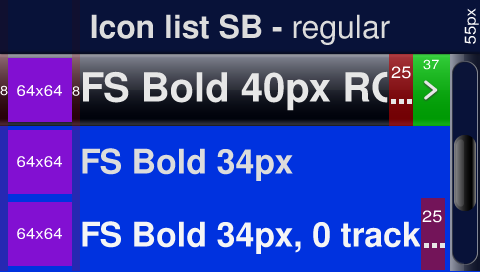 Icon list SB - regular
55px
8 64x64 8 FS Bold 40px RC 25 ... 37 >
64x64 FS Bold 34px
64x64 FS Bold 34px, 0 track 25 ...